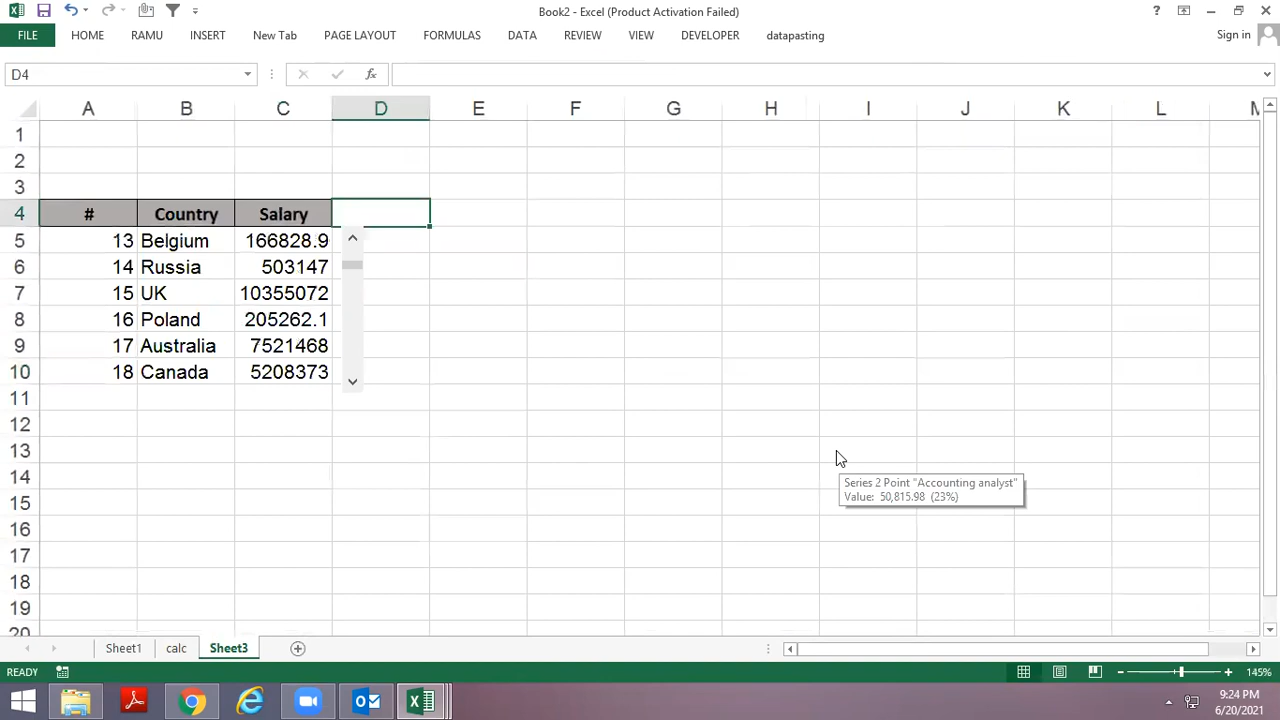 Book2 - Excel (Product Activation Failed)
?
FILE HOME RAMU INSERT New Tab PAGE LAYOUT FORMULAS DATA REVIEW VIEW DEVELOPER datapasting Sign in
D4 fx
A B C D E F G H I J K L M
1
2
3
4 # Country Salary
5 13 Belgium 166828.9
6 14 Russia 503147
7 15 UK 10355072
8 16 Poland 205262.1
9 17 Australia 7521468
10 18 Canada 5208373
11
12
13
14
Series 2 Point "Accounting analyst"
Value: 50,815.98 (23%)
15
16
17
18
19
20
Sheet1 calc Sheet3
READY 145%
9:24 PM
6/20/2021